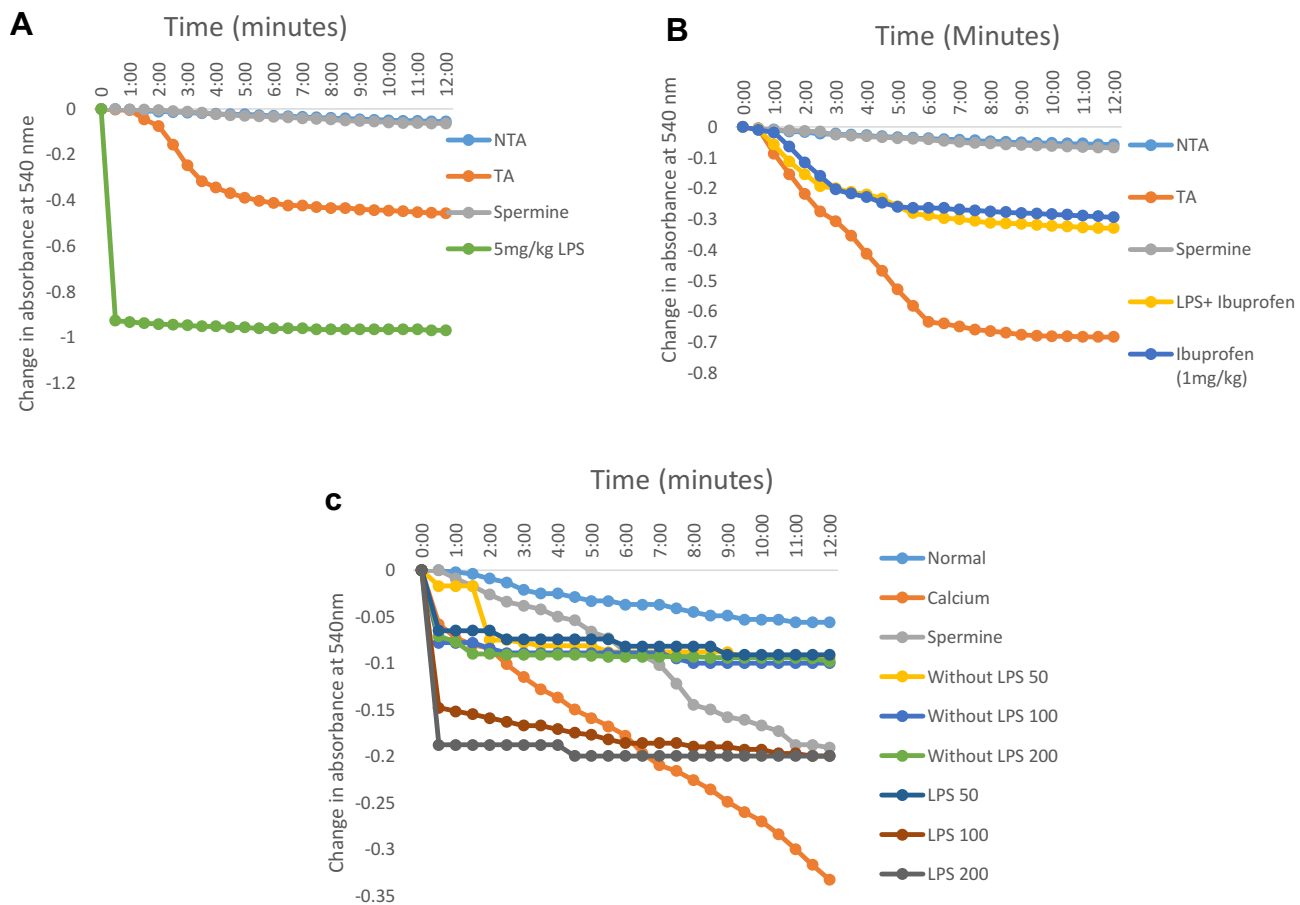 A
Time (minutes)
0 1:00 2:00 3:00 4:00 5:00 6:00 7:00 8:00 9:00 10:00 11:00 12:00
Change in absorbance at 540 nme
0
-0.2
-0.4
-0.6
-0.8
-1
-1.2
NTA
TA
Spermine
5mg/kg LPS
B
Time (Minutes)
0:00 1:00 2:00 3:00 4:00 5:00 6:00 7:00 8:00 9:00 10:00 11:00 12:00
Change in absorbance at 540 nm
0
-0.1
-0.2
-0.3
-0.4
-0.5
-0.6
-0.7
-0.8
NTA
TA
Spermine
LPS+ Ibuprofen
Ibuprofen
(1mg/kg)
c
Time (minutes)
0:00 1:00 2:00 3:00 4:00 5:00 6:00 7:00 8:00 9:00 10:00 11:00 12:00
Change in absorbance at 540nm
0
-0.05
-0.1
-0.15
-0.2
-0.25
-0.3
-0.35
Normal
Calcium
Spermine
Without LPS 50
Without LPS 100
Without LPS 200
LPS 50
LPS 100
LPS 200